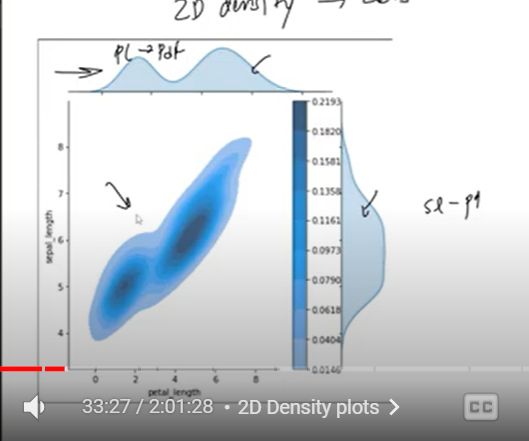 2D density →
PL → Pdf
0.2193
0.1820
0.1581
0.1358
0.1161
0.0973
0.0790
0.0618
0.0404
0.0146
8
7
6
5
4
sepal_length
0 2 4 6 8
petal_length
33:27 / 2:01:28 • 2D Density plots >
CC